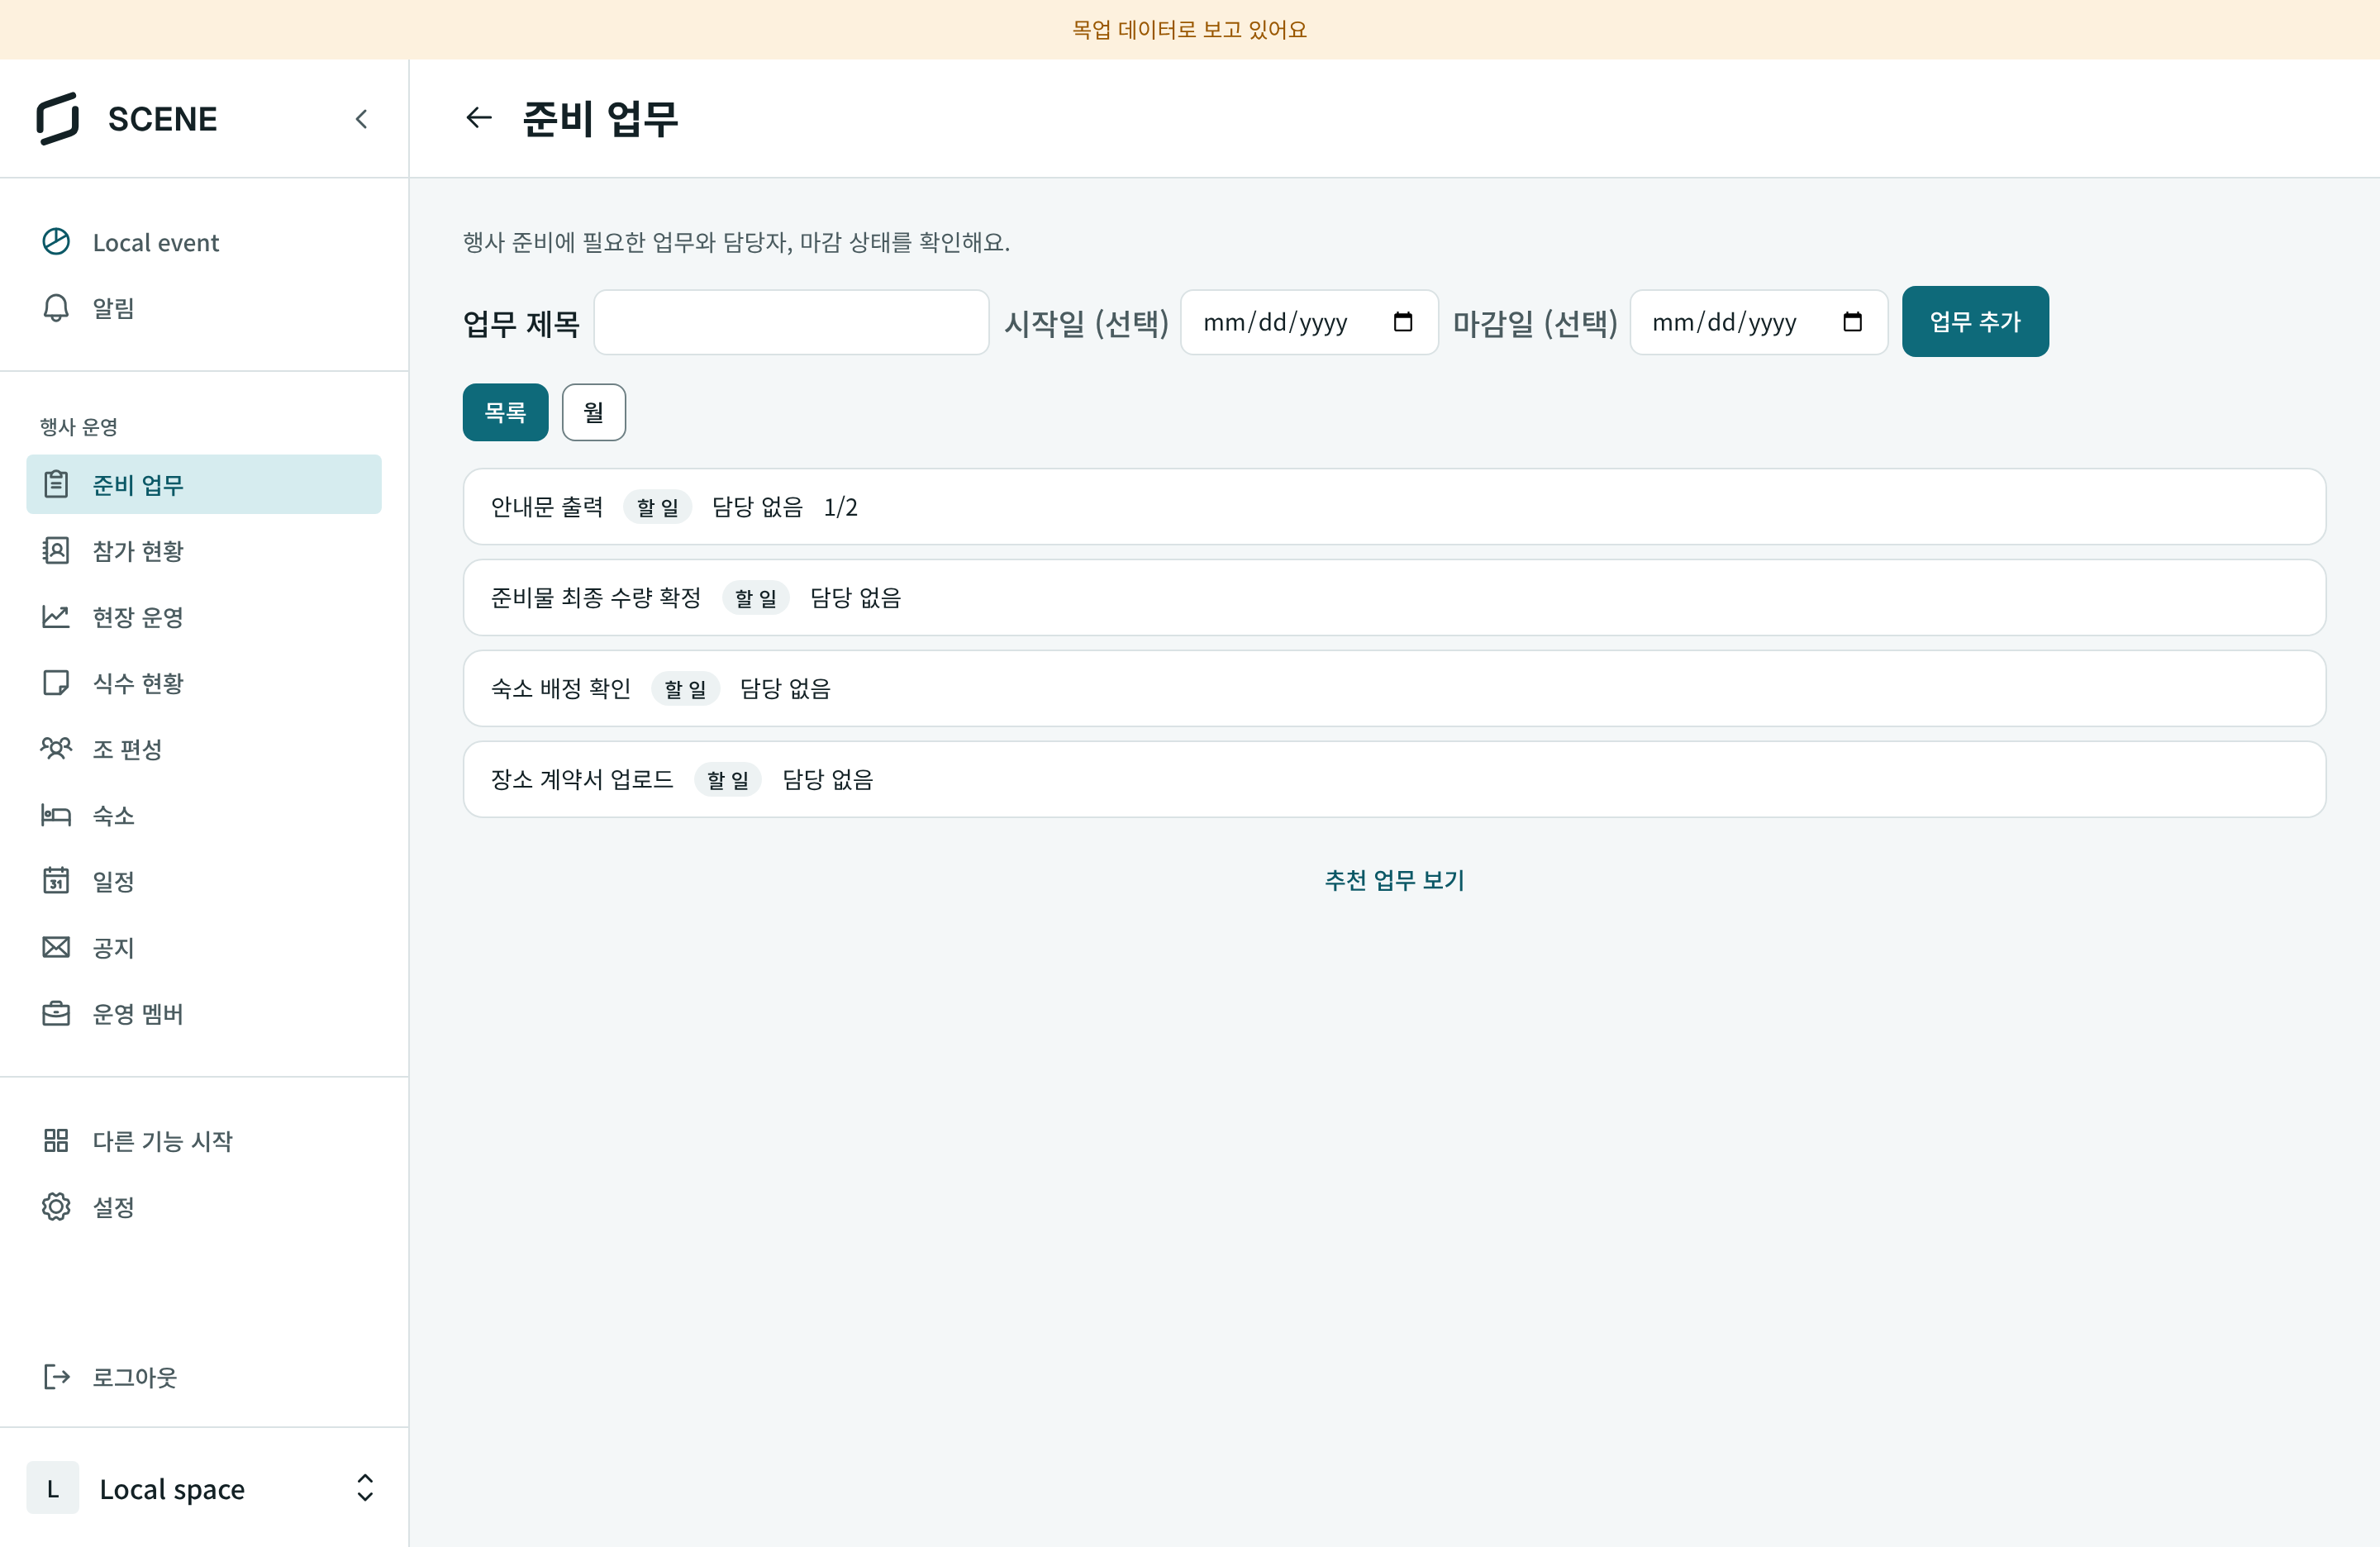 목업 데이터로 보고 있어요
SCENE
준비 업무
Local event
알림
행사 운영
준비 업무
참가 현황
현장 운영
식수 현황
조 편성
숙소
31
일정
공지
운영 멤버
다른 기능 시작
설정
로그아웃
L Local space
행사 준비에 필요한 업무와 담당자, 마감 상태를 확인해요.
업무 제목 시작일 (선택) mm/dd/yyyy 마감일 (선택) mm/dd/yyyy 업무 추가
목록 월
안내문 출력 할 일 담당 없음 1/2
준비물 최종 수량 확정 할 일 담당 없음
숙소 배정 확인 할 일 담당 없음
장소 계약서 업로드 할 일 담당 없음
추천 업무 보기